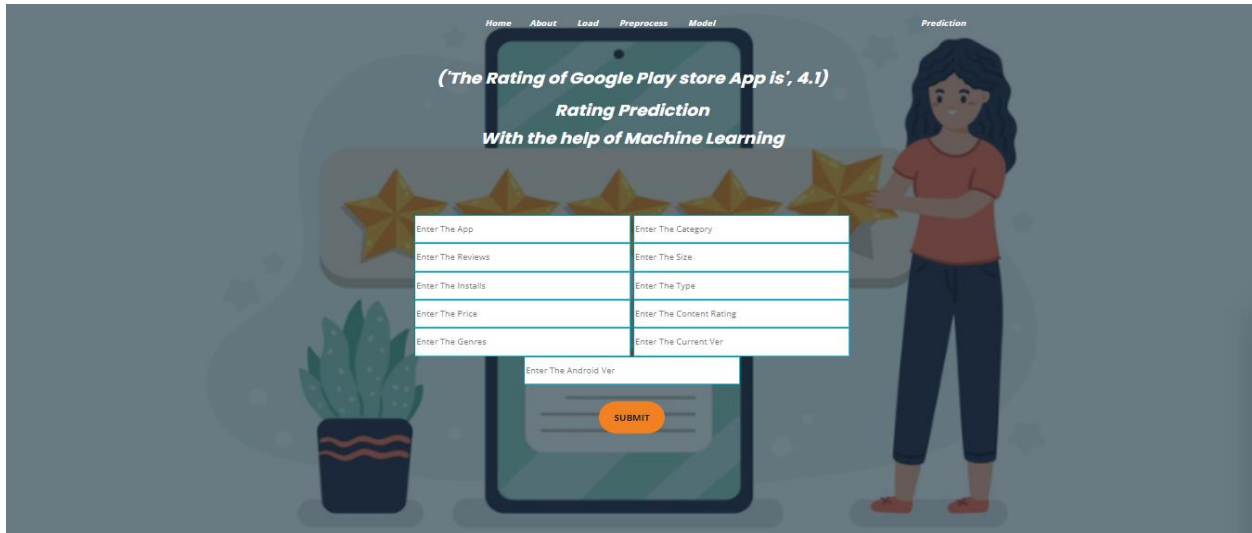 Home About Load Preprocess Model Prediction
('The Rating of Google Play store App is', 4.1)
Rating Prediction
With the help of Machine Learning
Enter The App Enter The Category
Enter The Reviews Enter The Size
Enter The Installs Enter The Type
Enter The Price Enter The Content Rating
Enter The Genres Enter The Current Ver
Enter The Android Ver
SUBMIT